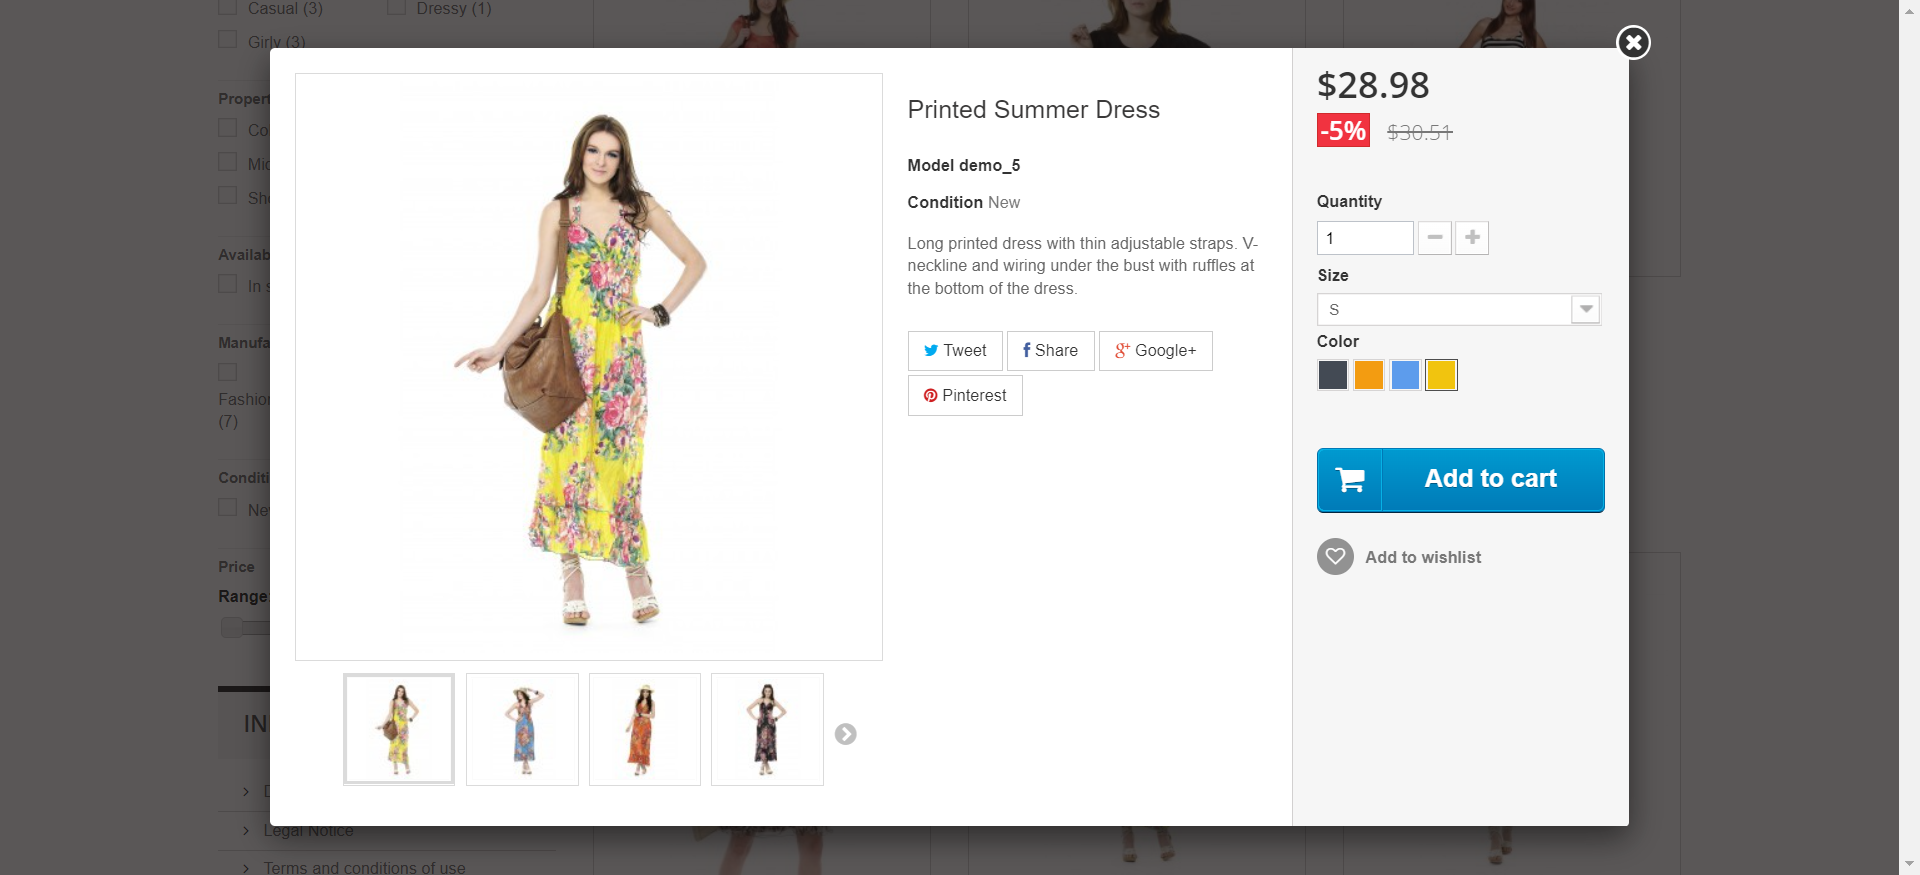 Casual (3)
Dressy (1)
Girly (3)
Propert
Co
Mid
Sh
Availab
In s
Manufa
Fashion
(7)
Conditi
Ne
Price
Range
IN
Legal Notice
Terms and conditions of use
Printed Summer Dress
Model demo_5
Condition New
Long printed dress with thin adjustable straps. V-
neckline and wiring under the bust with ruffles at
the bottom of the dress.
Tweet
Share
Google+
Pinterest
$28.98
-5% $30.51
Quantity
1
Size
S
Color
Add to cart
Add to wishlist